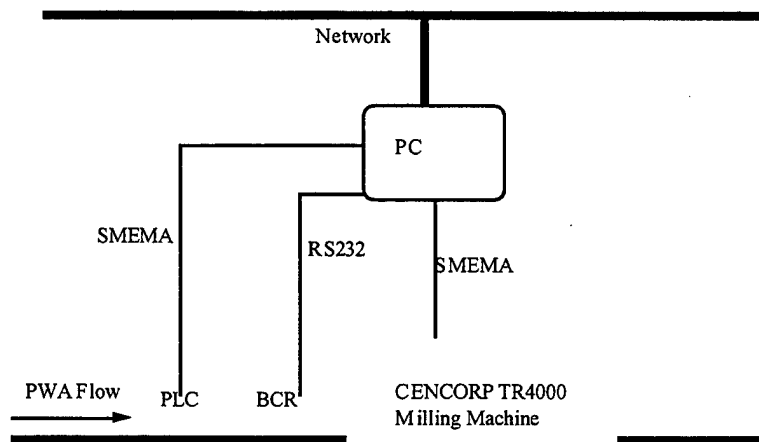 Network
PC
SMEMA
RS232
SMEMA
PWA Flow
PLC
BCR
CENCORP TR4000
Milling Machine